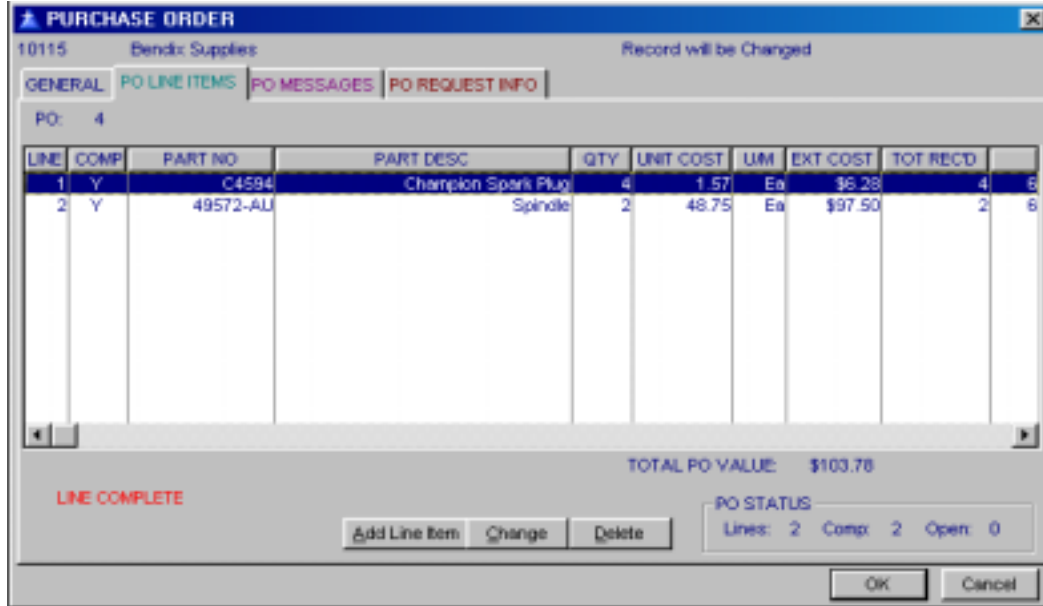 PURCHASE ORDER
10115 Bendix Supplies Record will be Changed
GENERAL PO LINE ITEMS PO MESSAGES PO REQUEST INFO
PO: 4
LINE COMP PART NO PART DESC QTY UNIT COST U/M EXT COST TOT REC'D
1 Y C4594 Champion Spark Plug 4 1.57 Ea $6.28 4 6
2 Y 49572-AU Spindle 2 48.75 Ea $97.50 2 6
TOTAL PO VALUE: $103.78
LINE COMPLETE
PO STATUS
Add Line Item Change Delete Lines: 2 Comp: 2 Open: 0
OK Cancel